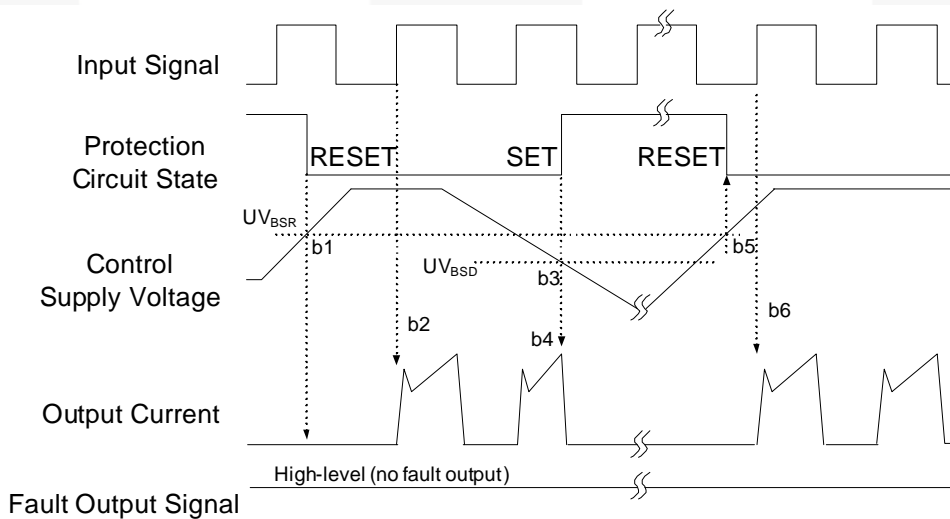 Input Signal
Protection
Circuit State
RESET
SET
RESET
UVBSR
b1
b5
Control
Supply Voltage
UVBSD
b3
b2
b4
b6
Output Current
High-level (no fault output)
Fault Output Signal